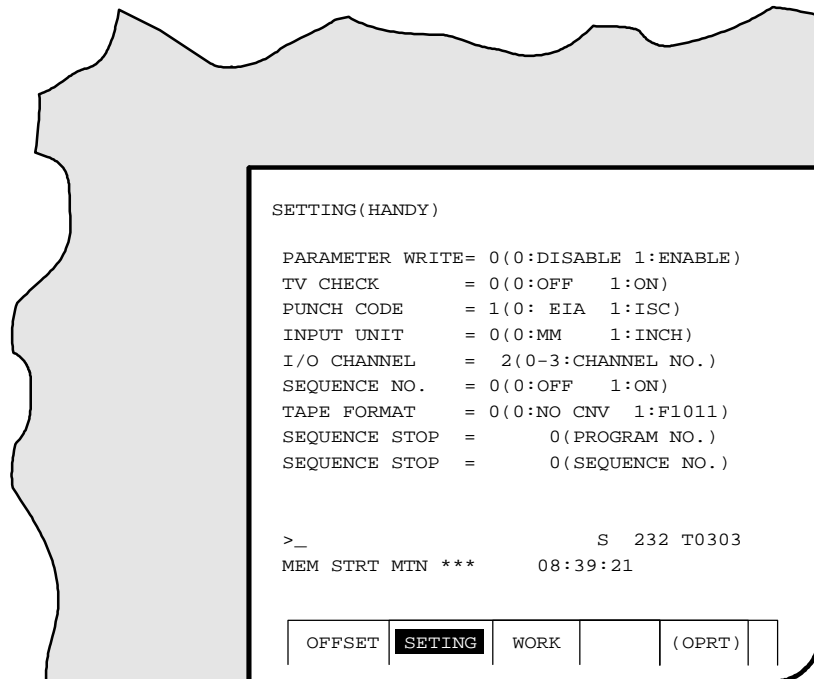 SETTING(HANDY)
PARAMETER WRITE= 0(0:DISABLE 1:ENABLE)
TV CHECK = 0(0:OFF 1:ON)
PUNCH CODE = 1(0: EIA 1:ISC)
INPUT UNIT = 0(0:MM 1:INCH)
I/O CHANNEL = 2(0-3:CHANNEL NO.)
SEQUENCE NO. = 0(0:OFF 1:ON)
TAPE FORMAT = 0(0:NO CNV 1:F1011)
SEQUENCE STOP = 0(PROGRAM NO.)
SEQUENCE STOP = 0(SEQUENCE NO.)
>_ S 232 T0303
MEM STRT MTN *** 08:39:21
OFFSET SETING WORK (OPRT)